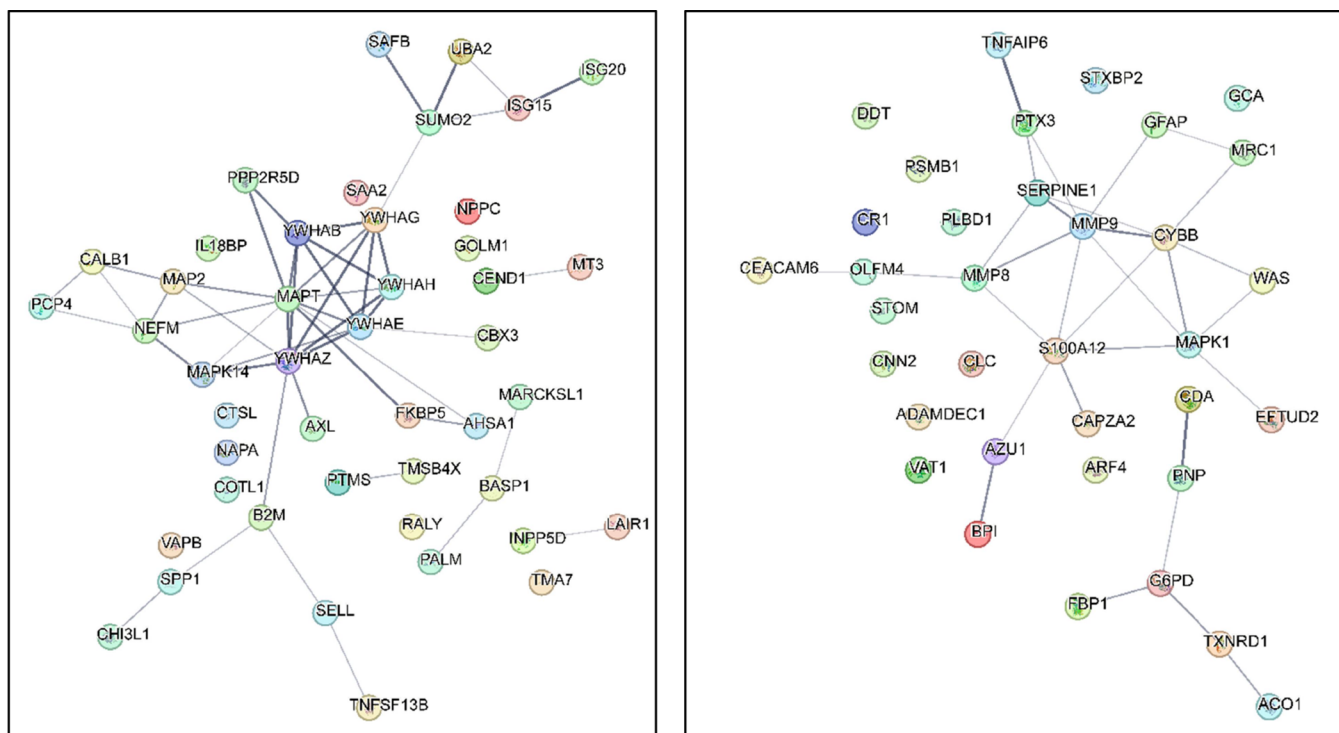 SAFB
UBA2
ISG20
ISG15
SUMO2
PPP2R5D
SAA2
YWHAG
NPPC
YWHAB
IL18BP
GOLM1
CALB1
MAP2
CEND1
MT3
YWHAH
PCP4
MAPT
NEFM
YWHAE
CBX3
YWHAZ
MAPK14
MARCKSL1
CTSL
AXL
FKBP5
AHSA1
NAPA
PTMS
TMSB4X
BASP1
COTL1
B2M
RALY
INPP5D
LAIR1
VAPB
PALM
SPP1
TMA7
SELL
CHI3L1
TNFSF13B
TNFAIP6
STXBP2
GCA
DDT
PTX3
GFAP
MRC1
PSMB1
SERPINE1
CR1
PLBD1
MMP9
CYBB
CEACAM6
OLFM4
MMP8
WAS
STOM
S100A12
MAPK1
CNN2
CLC
CDA
ADAMDEC1
CAPZA2
EFTUD2
AZU1
VAT1
ARF4
PNP
BPI
G6PD
FBP1
TXNRD1
ACO1